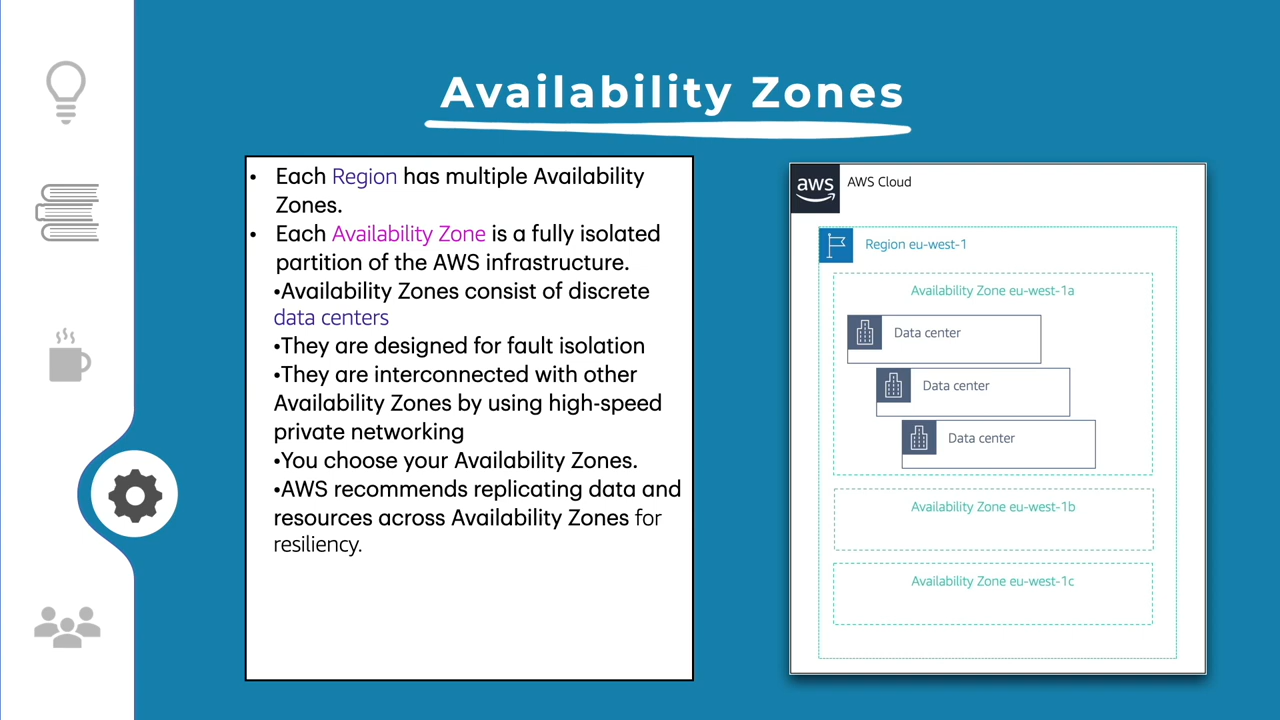 Availability Zones
• Each Region has multiple Availability
Zones.
• Each Availability Zone is a fully isolated
partition of the AWS infrastructure.
•Availability Zones consist of discrete
data centers
•They are designed for fault isolation
•They are interconnected with other
Availability Zones by using high-speed
private networking
•You choose your Availability Zones.
•AWS recommends replicating data and
resources across Availability Zones for
resiliency.
aws
AWS Cloud
Region eu-west-1
Availability Zone eu-west-1a
Data center
Data center
Data center
Availability Zone eu-west-1b
Availability Zone eu-west-1c